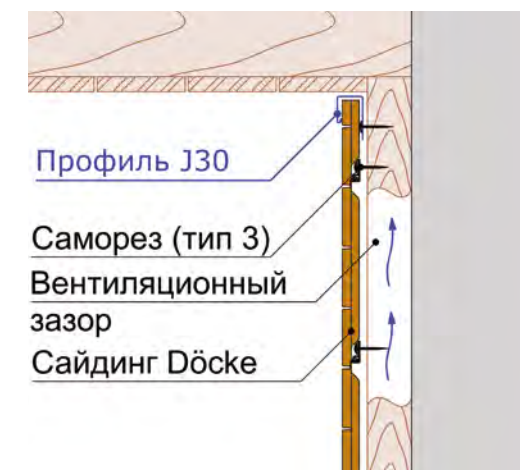 Профиль J30
Саморез (тип 3)
Вентиляционный
зазор
Сайдинг Döcke